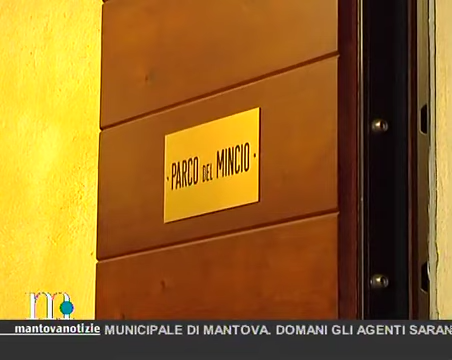 · PARCO DEL MINCIO ·
m
mantovanotizie MUNICIPALE DI MANTOVA. DOMANI GLI AGENTI SARAN